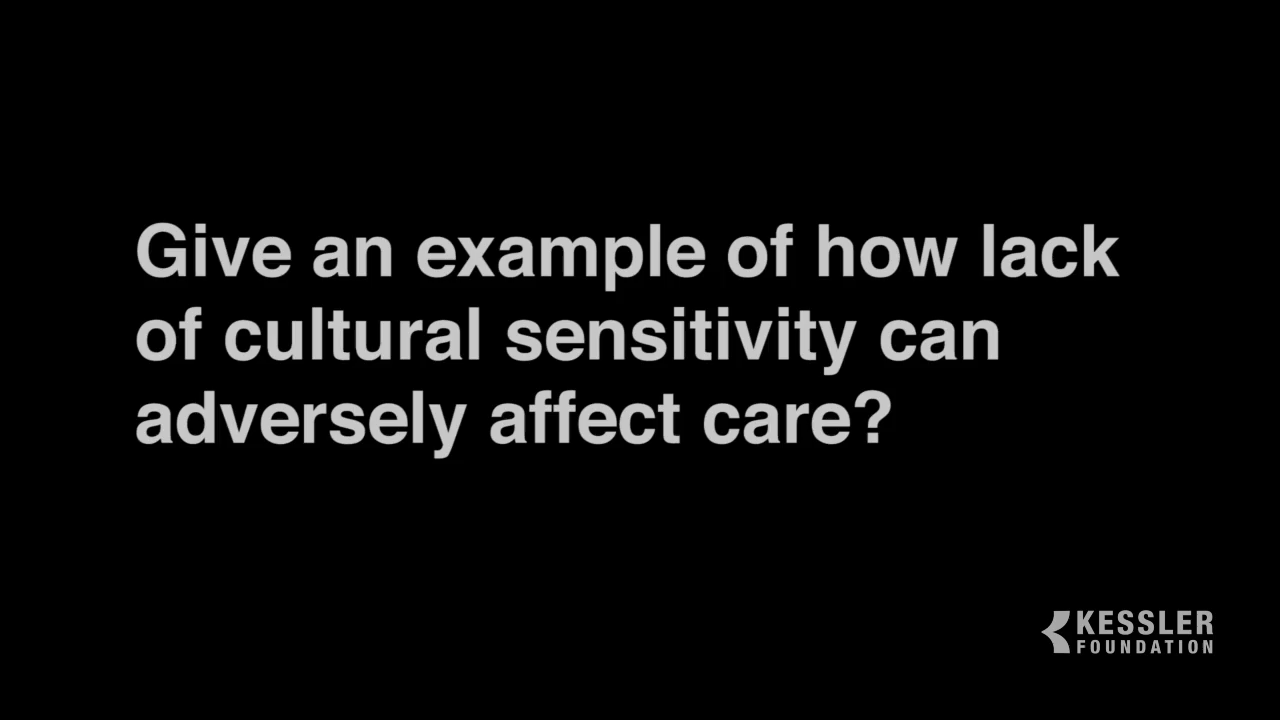 Give an example of how lack
of cultural sensitivity can
adversely affect care?
KESSLER
FOUNDATION